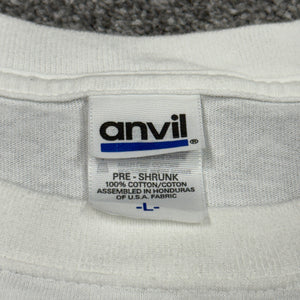 anvil®
PRE - SHRUNK
100% COTTON/COTON
ASSEMBLED IN HONDURAS
OF U.S.A. FABRIC
-L-